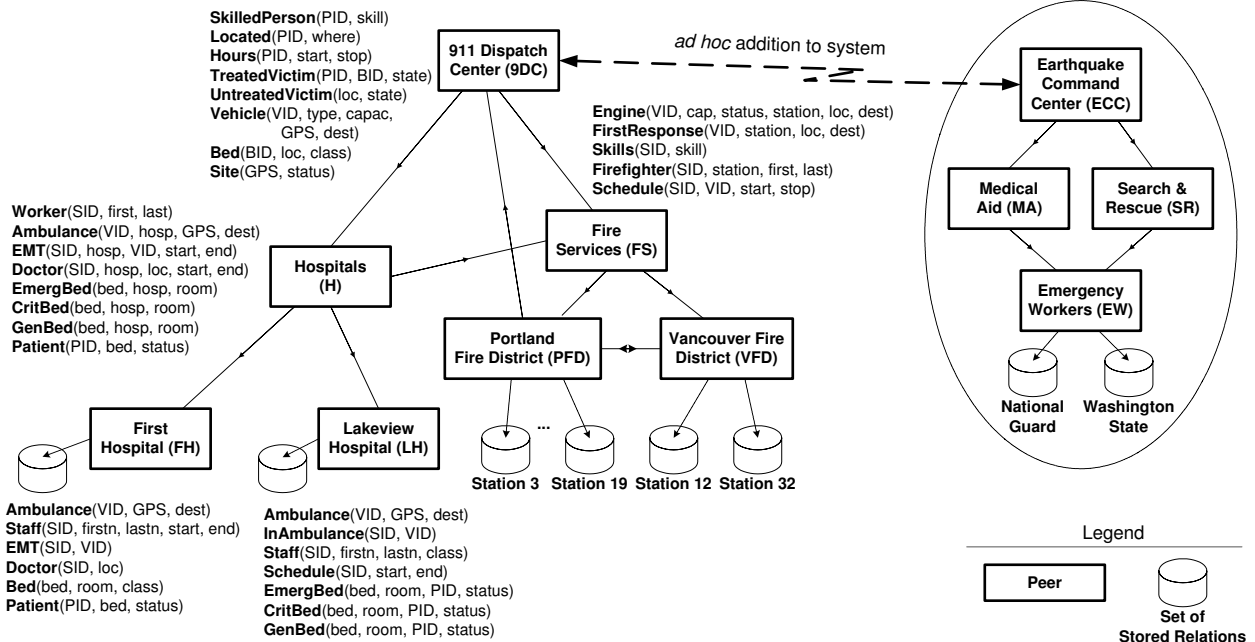 SkilledPerson(PID, skill)
Located(PID, where)
Hours(PID, start, stop)
TreatedVictim(PID, BID, state)
UntreatedVictim(loc, state)
Vehicle(VID, type, capac,
GPS, dest)
Bed(BID, loc, class)
Site(GPS, status)
911 Dispatch
Center (9DC)
ad hoc addition to system
Earthquake
Command
Center (ECC)
Engine(VID, cap, status, station, loc, dest)
FirstResponse(VID, station, loc, dest)
Skills(SID, skill)
Firefighter(SID, station, first, last)
Schedule(SID, VID, start, stop)
Medical
Aid (MA)
Search &
Rescue (SR)
Worker(SID, first, last)
Ambulance(VID, hosp, GPS, dest)
EMT(SID, hosp, VID, start, end)
Doctor(SID, hosp, loc, start, end)
EmergBed(bed, hosp, room)
CritBed(bed, hosp, room)
GenBed(bed, hosp, room)
Patient(PID, bed, status)
Hospitals
(H)
Fire
Services (FS)
Emergency
Workers (EW)
Portland
Fire District (PFD)
Vancouver Fire
District (VFD)
National
Guard
Washington
State
First
Hospital (FH)
Lakeview
Hospital (LH)
...
Station 3
Station 19
Station 12
Station 32
Ambulance(VID, GPS, dest)
Staff(SID, firstn, lastn, start, end)
EMT(SID, VID)
Doctor(SID, loc)
Bed(bed, room, class)
Patient(PID, bed, status)
Ambulance(VID, GPS, dest)
InAmbulance(SID, VID)
Staff(SID, firstn, lastn, class)
Schedule(SID, start, end)
EmergBed(bed, room, PID, status)
CritBed(bed, room, PID, status)
GenBed(bed, room, PID, status)
Legend
Peer
Set of
Stored Relations